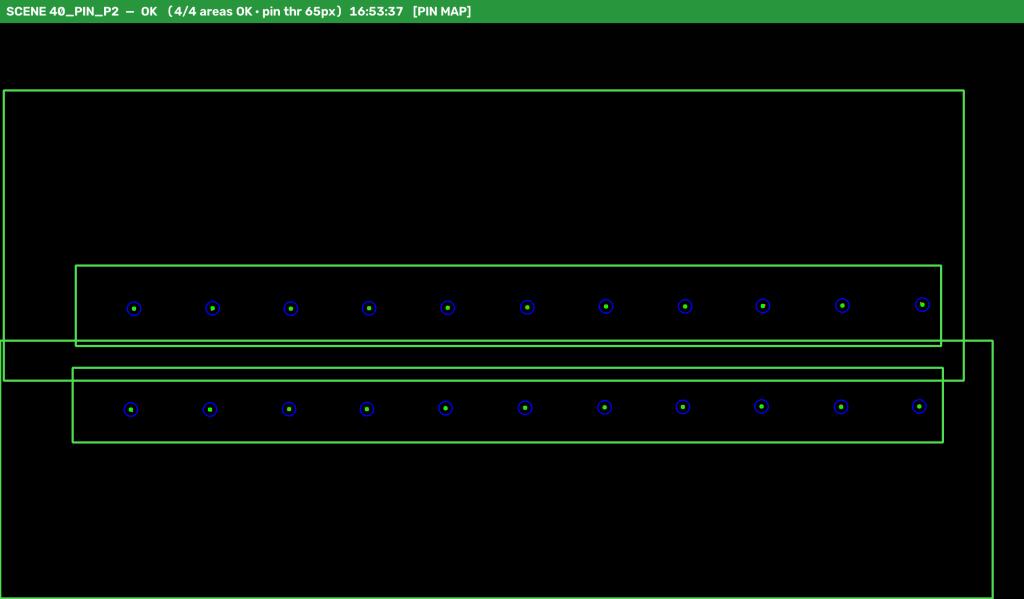 SCENE 40_PIN_P2 — OK (4/4 areas OK · pin thr 65px) 16:53:37 [PIN MAP]